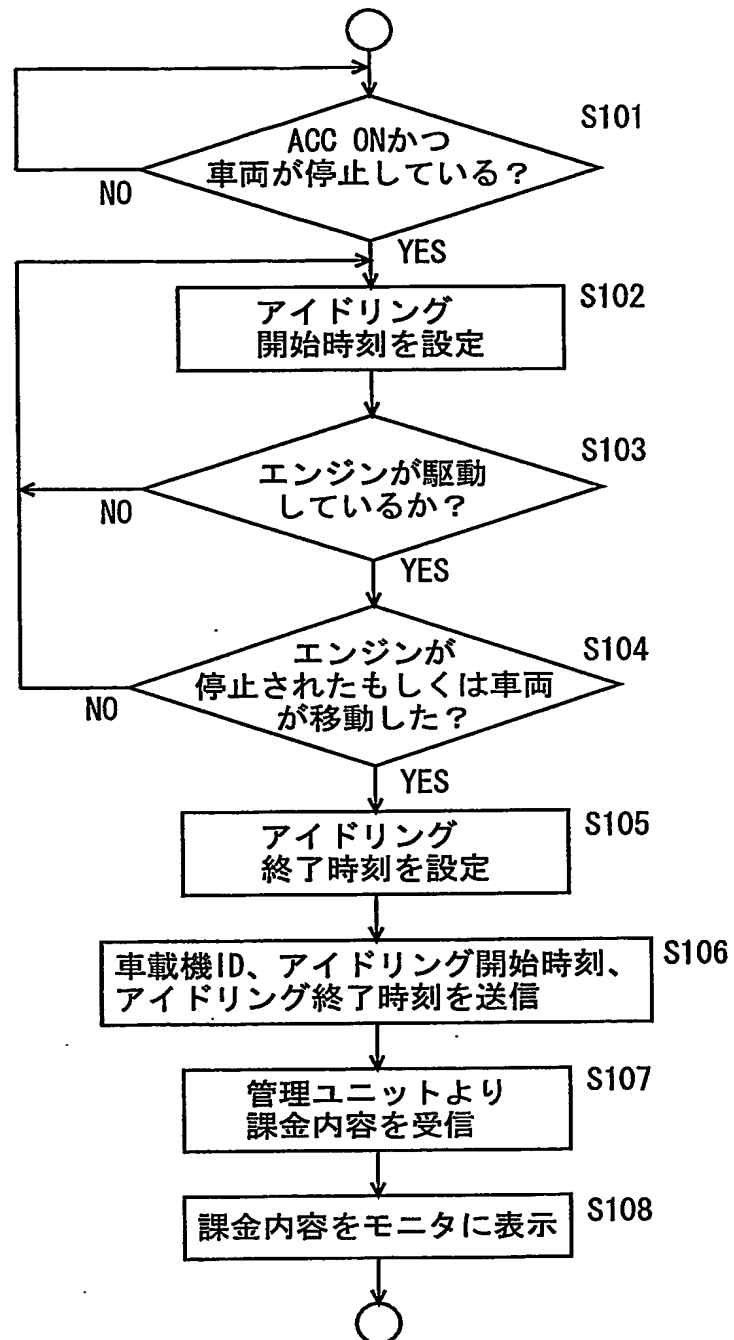 S101
ACC ONかつ
車両が停止している？
NO
YES
S102
アイドリング
開始時刻を設定
S103
エンジンが駆動
しているか？
NO
YES
S104
エンジンが
停止されたもしくは車両
が移動した？
NO
YES
S105
アイドリング
終了時刻を設定
S106
車載機ID、アイドリング開始時刻、
アイドリング終了時刻を送信
S107
管理ユニットより
課金内容を受信
S108
課金内容をモニタに表示